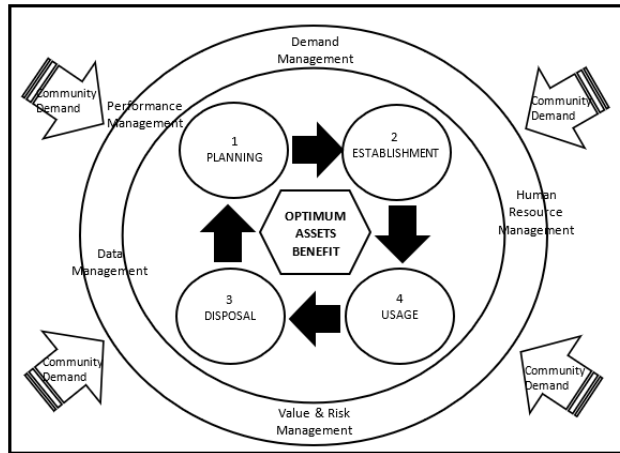 Demand
Management
Community
Demand
Performance
Management
Community
Demand
1
PLANNING
2
ESTABLISHMENT
OPTIMUM
ASSETS
BENEFIT
Human
Resource
Management
Data
Management
3
DISPOSAL
4
USAGE
Community
Demand
Community
Demand
Value & Risk
Management